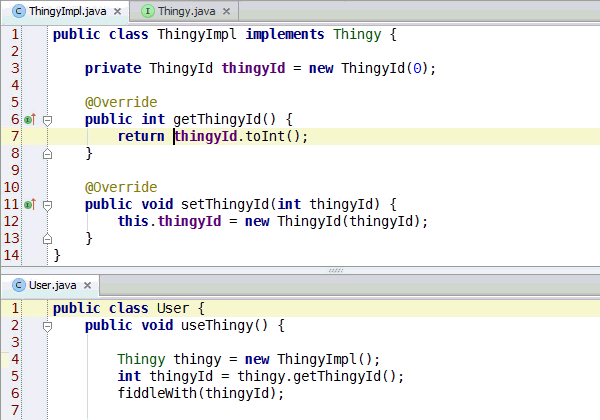 ThingyImpl.java Thingy.java
1 public class ThingyImpl implements Thingy {
2
3 private ThingyId thingyId = new ThingyId(0);
4
5 @Override
6 public int getThingyId() {
7 return thingyId.toInt();
8 }
9
10 @Override
11 public void setThingyId(int thingyId) {
12 this.thingyId = new ThingyId(thingyId);
13 }
14 }
User.java
1 public class User {
2 public void useThingy() {
3
4 Thingy thingy = new ThingyImpl();
5 int thingyId = thingy.getThingyId();
6 fiddleWith(thingyId);
7